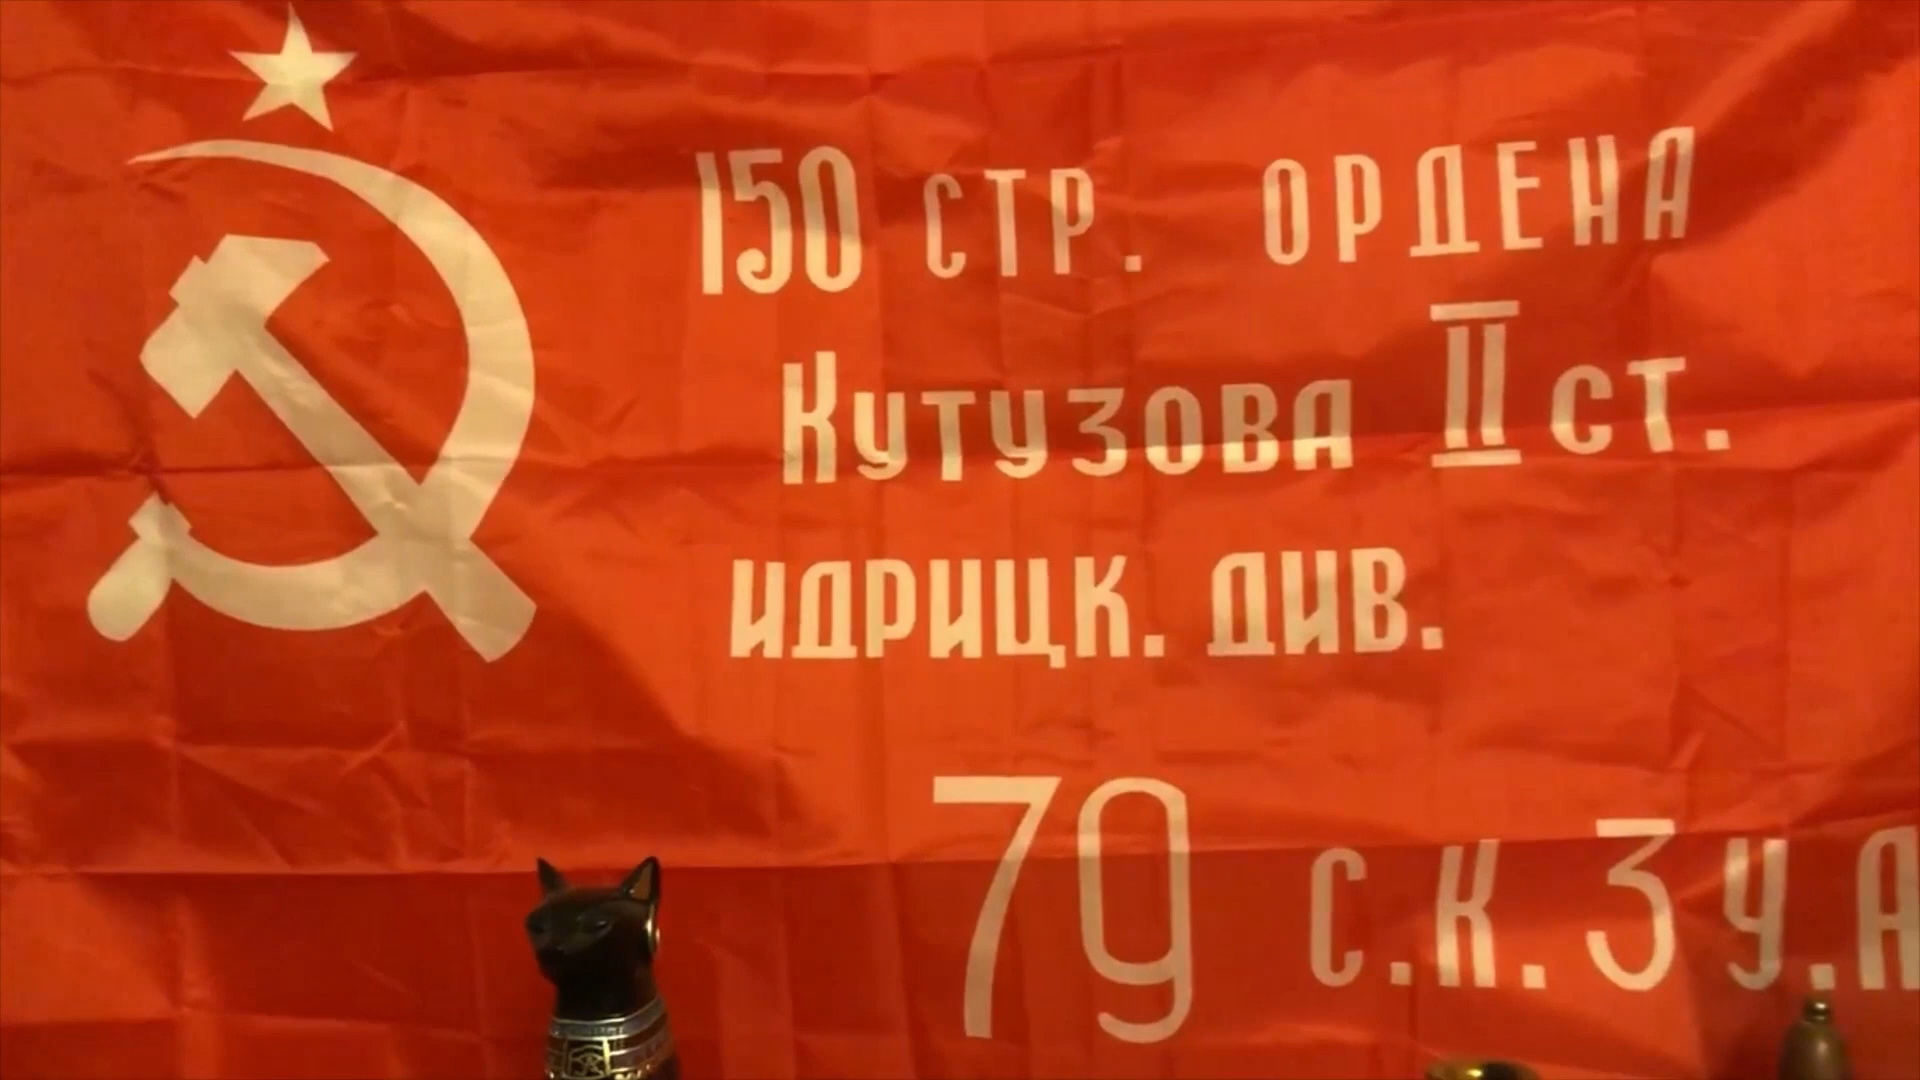 150 СТР. ОРДЕНА
КУТУЗОВА II СТ.
ИДРИЦК. ДИВ.
79 С.К. 3 У.А